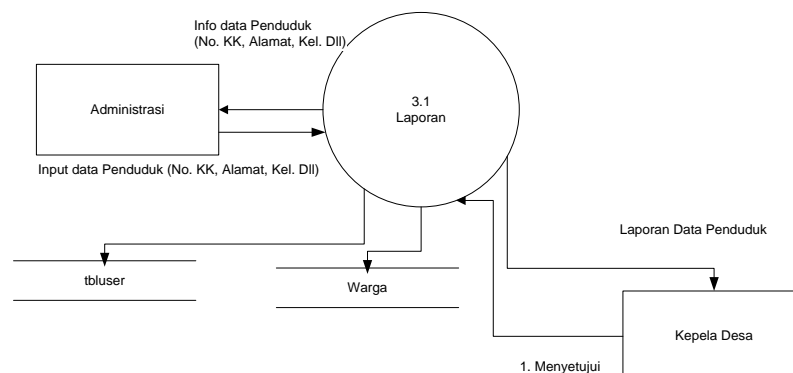 Info data Penduduk
(No. KK, Alamat, Kel. Dll)
Administrasi
3.1
Laporan
Input data Penduduk (No. KK, Alamat, Kel. Dll)
Laporan Data Penduduk
tbluser
Warga
Kepela Desa
1. Menyetujui